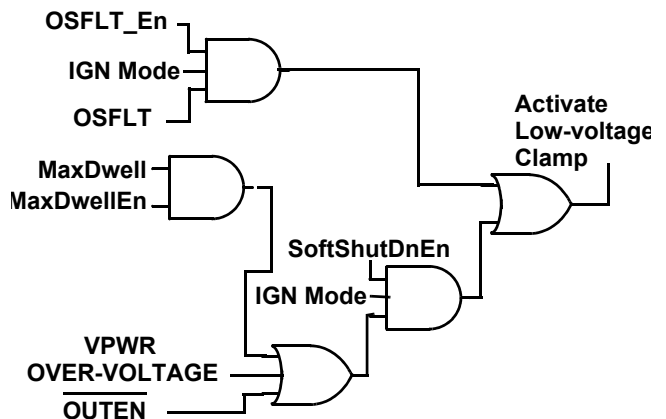 OSFLT_En
IGN Mode
OSFLT
Activate
Low-voltage
Clamp
MaxDwell
MaxDwellEn
SoftShutDnEn
IGN Mode
VPWR
OVER-VOLTAGE
OUTEN